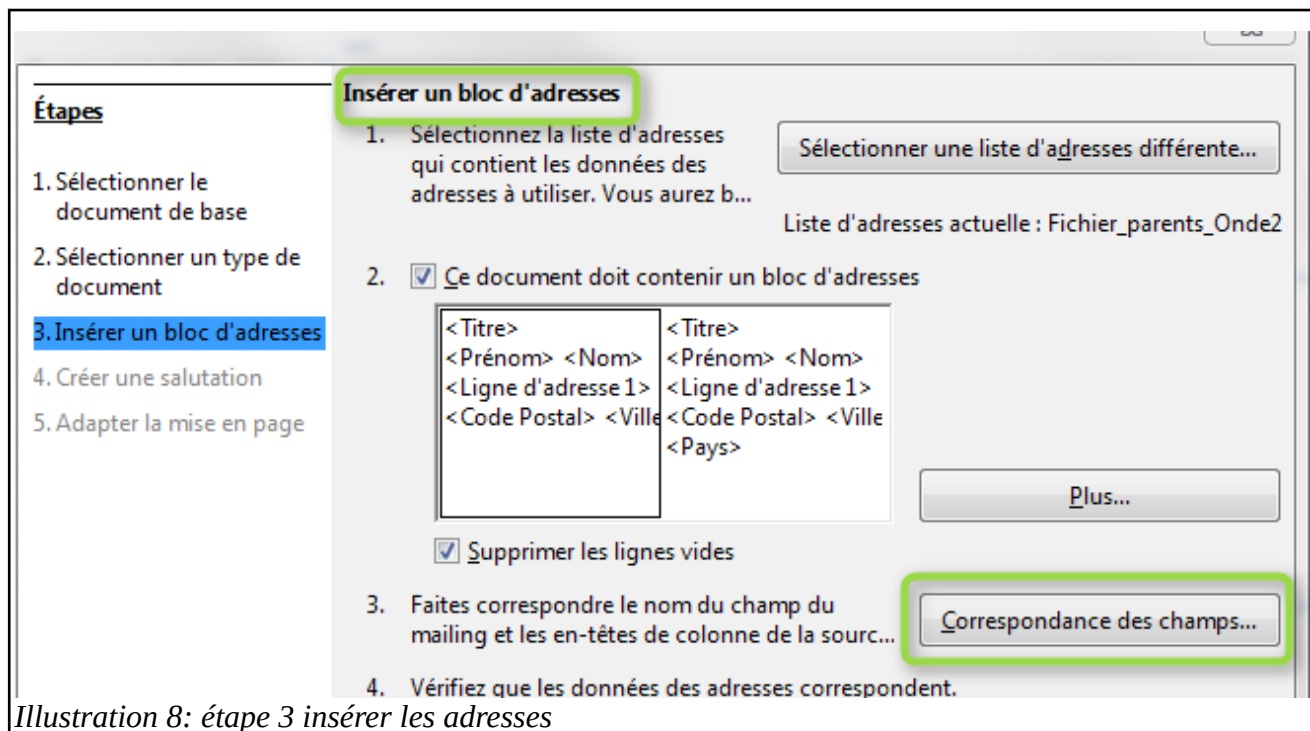 Étapes
1. Sélectionner le
document de base
2. Sélectionner un type de
document
3. Insérer un bloc d'adresses
4. Créer une salutation
5. Adapter la mise en page
Insérer un bloc d'adresses
1. Sélectionnez la liste d'adresses
qui contient les données des
adresses à utiliser. Vous aurez b...
Sélectionner une liste d'adresses différente...
Liste d'adresses actuelle : Fichier_parents_Onde2
2. Ce document doit contenir un bloc d'adresses
<Titre>
<Prénom> <Nom>
<Ligne d'adresse 1>
<Code Postal> <Ville
<Titre>
<Prénom> <Nom>
<Ligne d'adresse 1>
<Code Postal> <Ville
<Pays>
Plus...
Supprimer les lignes vides
3. Faites correspondre le nom du champ du
mailing et les en-têtes de colonne de la sourc...
Correspondance des champs...
4. Vérifiez que les données des adresses correspondent.
Illustration 8: étape 3 insérer les adresses